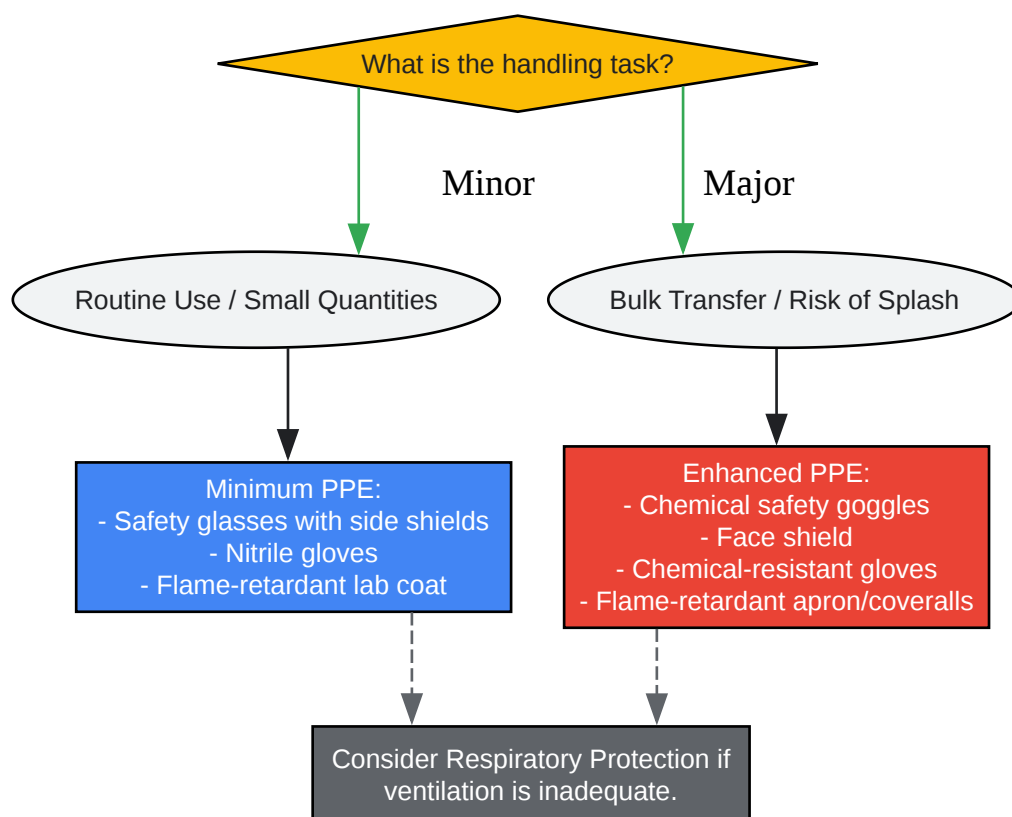 What is the handling task?
Minor
Major
Routine Use / Small Quantities
Bulk Transfer / Risk of Splash
Minimum PPE:
- Safety glasses with side shields
- Nitrile gloves
- Flame-retardant lab coat
Enhanced PPE:
- Chemical safety goggles
- Face shield
- Chemical-resistant gloves
- Flame-retardant apron/coveralls
Consider Respiratory Protection if
ventilation is inadequate.